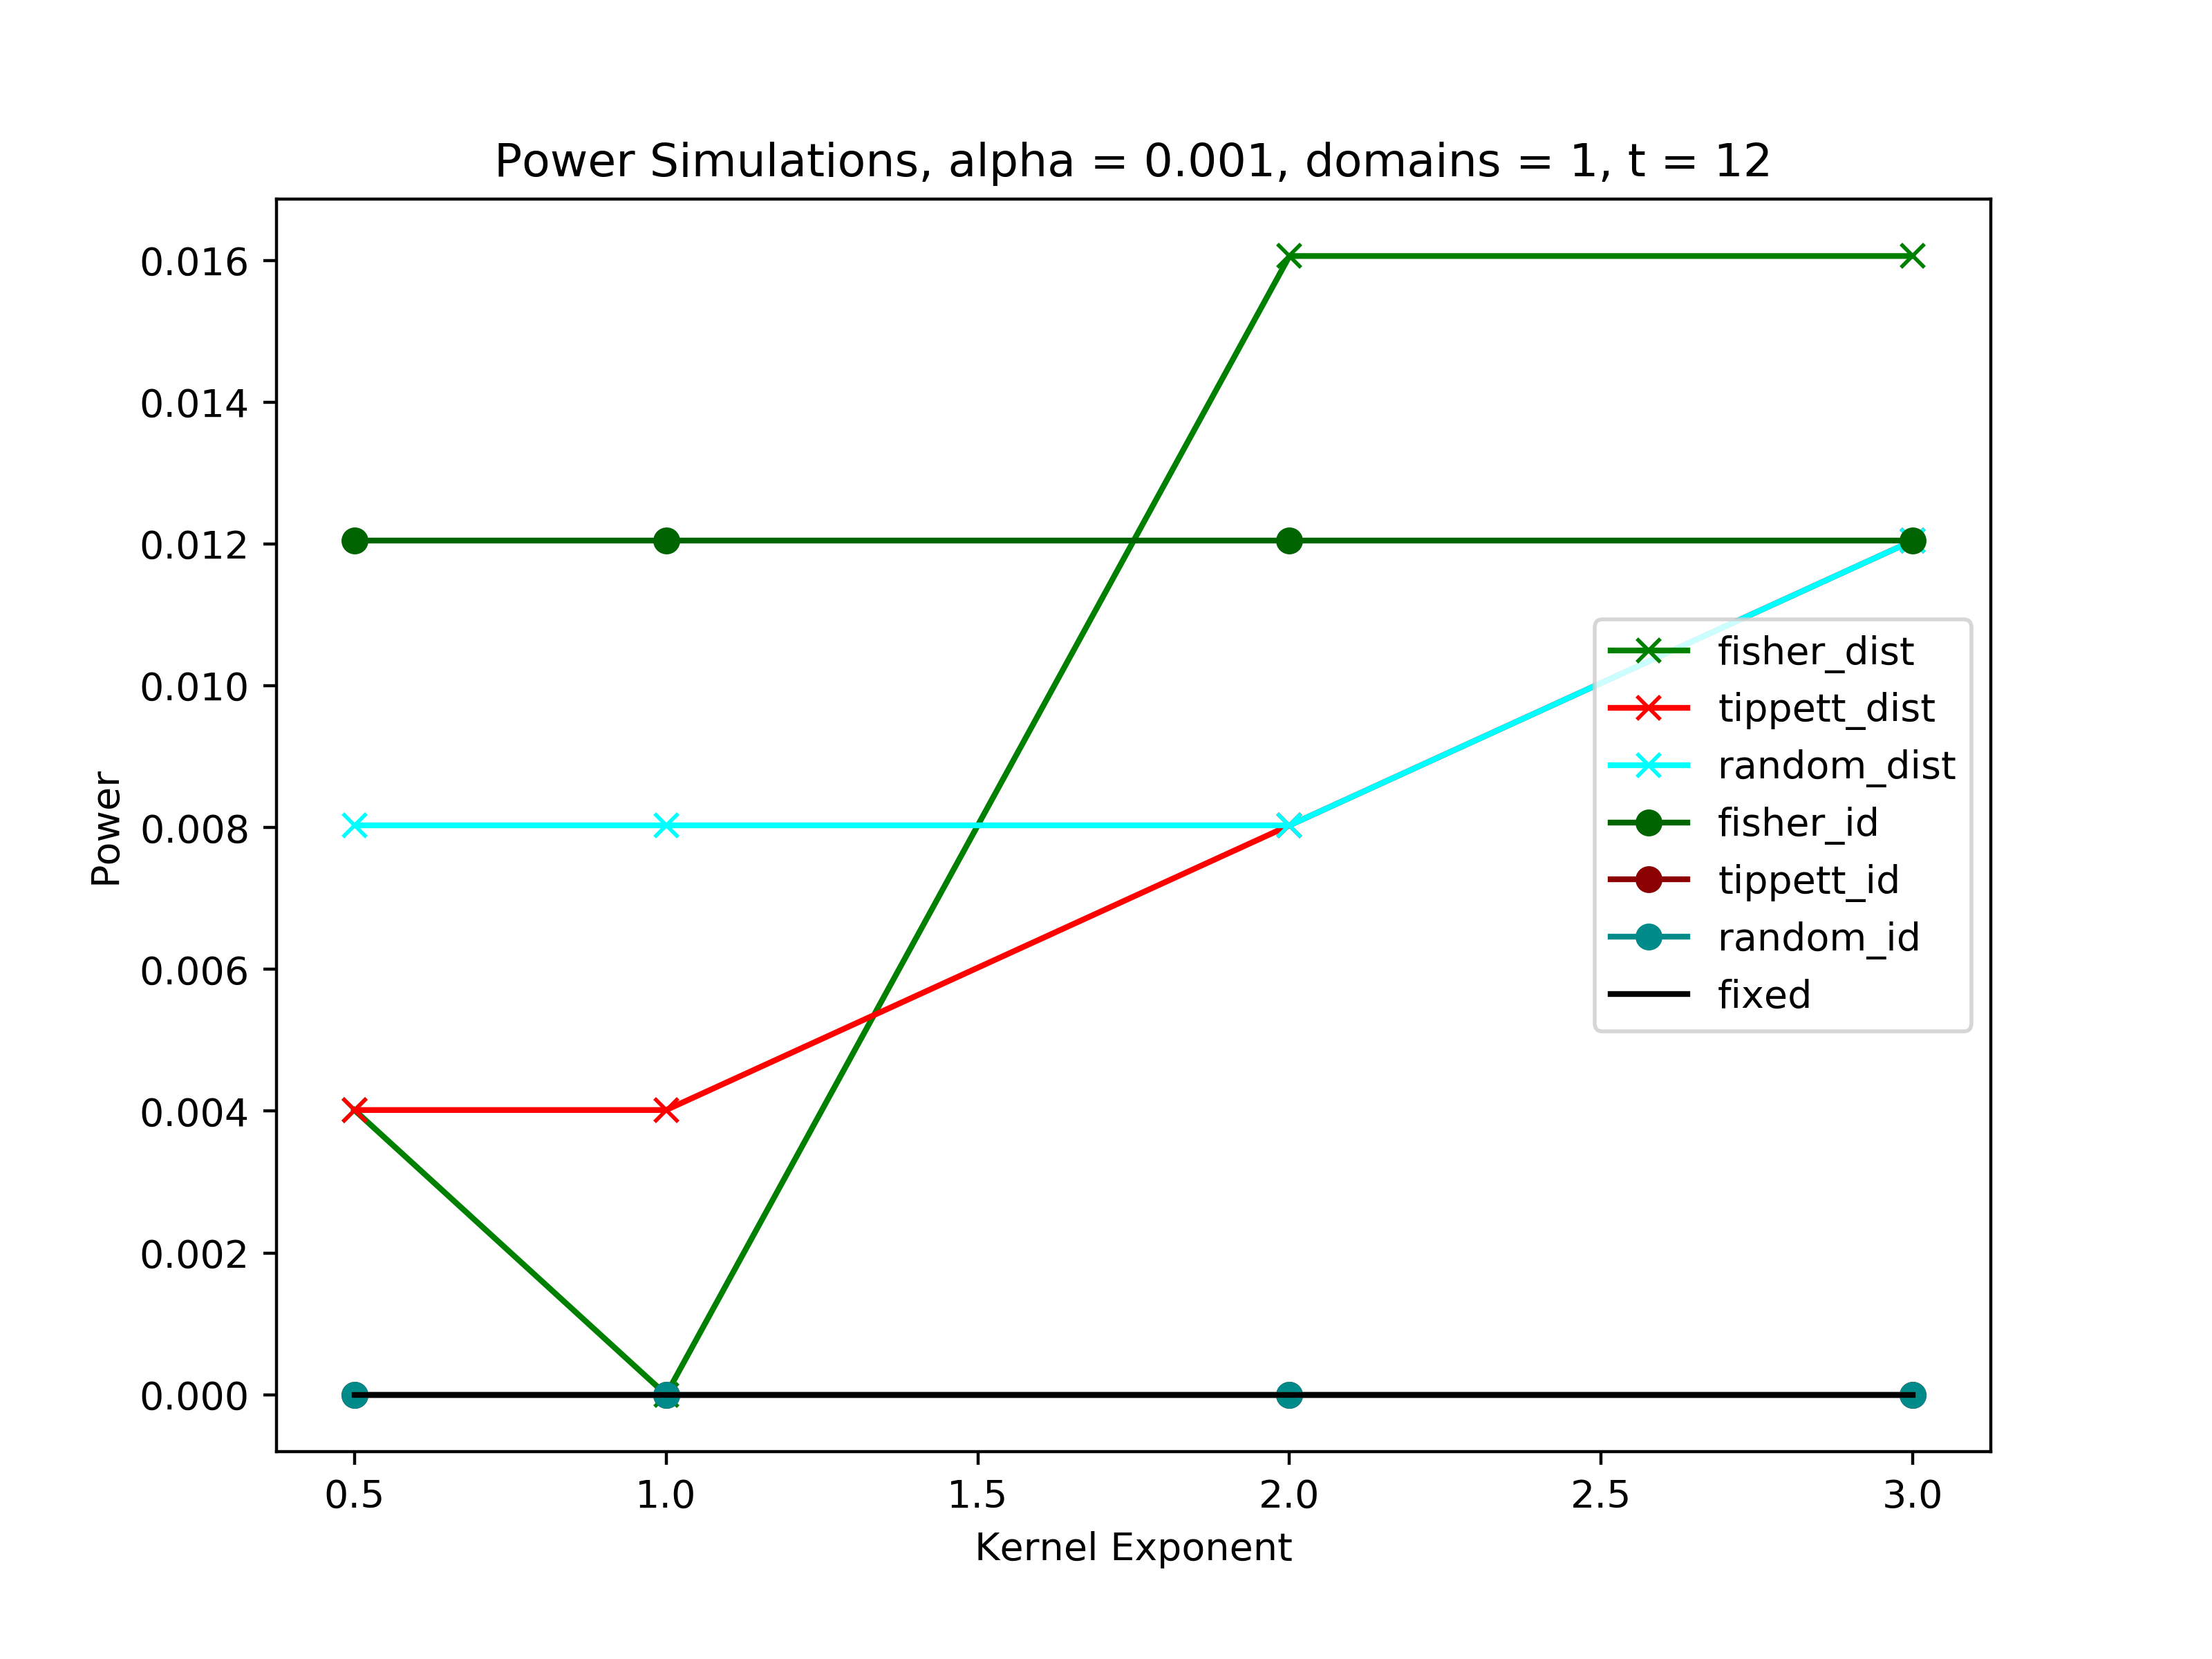 Power Simulations, alpha = 0.001, domains = 1, t = 12
0.016
0.014
0.012
0.010
0.008
0.006
0.004
0.002
0.000
Power
fisher_dist
tippett_dist
random_dist
fisher_id
tippett_id
random_id
fixed
0.5 1.0 1.5 2.0 2.5 3.0
Kernel Exponent